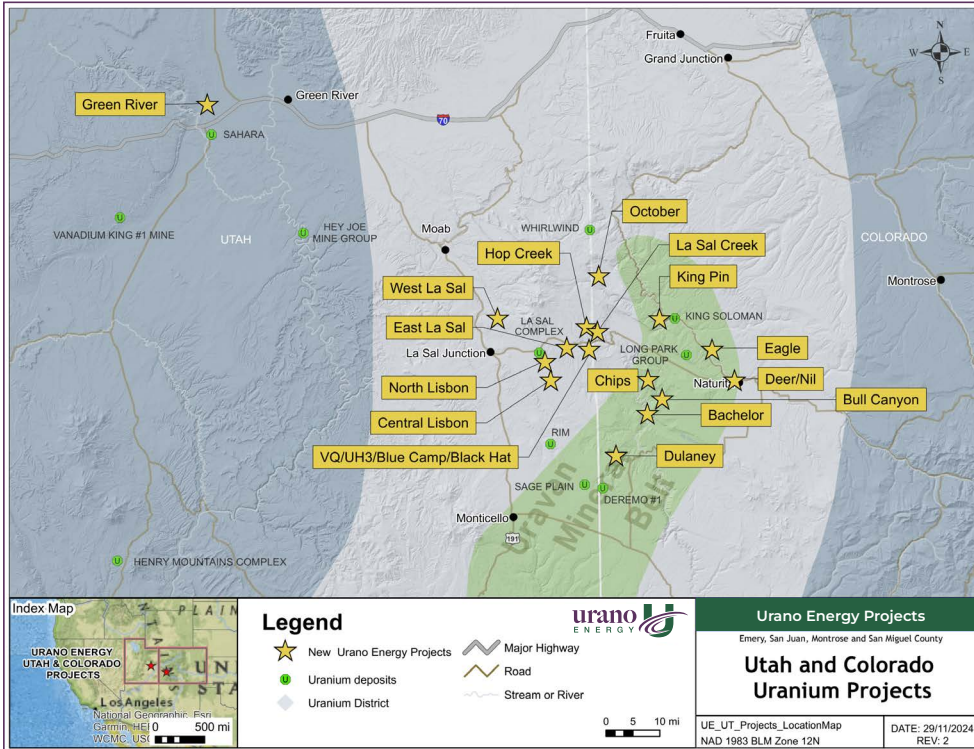 Fruita
Grand Junction
N
W E
S
Green River
Green River
70
SAHARA
VANADIUM KING #1 MINE
UTAH
HEY JOE
MINE GROUP
Moab
WHIRLWIND
October
COLORADO
Hop Creek
La Sal Creek
King Pin
Montrose
West La Sal
East La Sal
LA SAL
COMPLEX
KING SOLOMAN
La Sal Junction
LONG PARK
GROUP
Eagle
North Lisbon
Chips
Naturita
Deer/Nil
Central Lisbon
Bull Canyon
Bachelor
RIM
VQ/UH3/Blue Camp/Black Hat
Dulaney
SAGE PLAIN
DEREMO #1
Uravan
Mineral
Belt
Monticello
191
HENRY MOUNTAINS COMPLEX
Index Map
URANO ENERGY
UTAH & COLORADO
PROJECTS
Los Angeles
National Geographic, Esri,
0 500 mi
Legend
New Urano Energy Projects
Uranium deposits
Uranium District
Major Highway
Road
Stream or River
urano
ENERGY
0 5 10 mi
Urano Energy Projects
Emery, San Juan, Montrose and San Miguel County
Utah and Colorado
Uranium Projects
UE_UT_Projects_LocationMap
NAD 1983 BLM Zone 12N
DATE: 29/11/2024
REV: 2